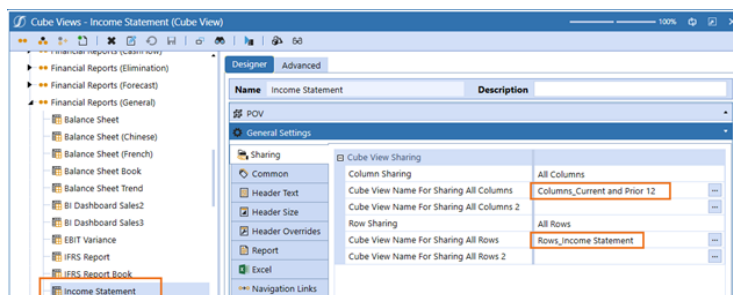 Cube Views - Income Statement (Cube View)
100%
Financial Reports (Cash Flow)
Financial Reports (Elimination)
Financial Reports (Forecast)
Financial Reports (General)
Balance Sheet
Balance Sheet (Chinese)
Balance Sheet (French)
Balance Sheet Book
Balance Sheet Trend
BI Dashboard Sales2
BI Dashboard Sales3
EBIT Variance
IFRS Report
IFRS Report Book
Income Statement
Designer Advanced
Name Income Statement Description
POV
General Settings
Sharing
Common
Header Text
Header Size
Header Overrides
Report
Excel
Navigation Links
Cube View Sharing
Column Sharing All Columns
Cube View Name For Sharing All Columns Columns_Current and Prior 12 ...
Cube View Name For Sharing All Columns 2 ...
Row Sharing All Rows
Cube View Name For Sharing All Rows Rows_Income Statement ...
Cube View Name For Sharing All Rows 2 ...